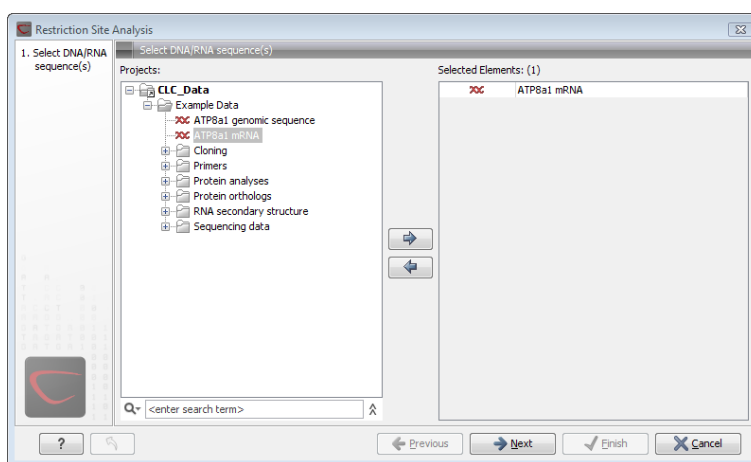 Restriction Site Analysis
1. Select DNA/RNA
sequence(s)
Select DNA/RNA sequence(s)
Projects:
CLC_Data
Example Data
ATP8a1 genomic sequence
ATP8a1 mRNA
Cloning
Primers
Protein analyses
Protein orthologs
RNA secondary structure
Sequencing data
<enter search term>
Selected Elements: (1)
ATP8a1 mRNA
?
Previous
Next
Finish
Cancel